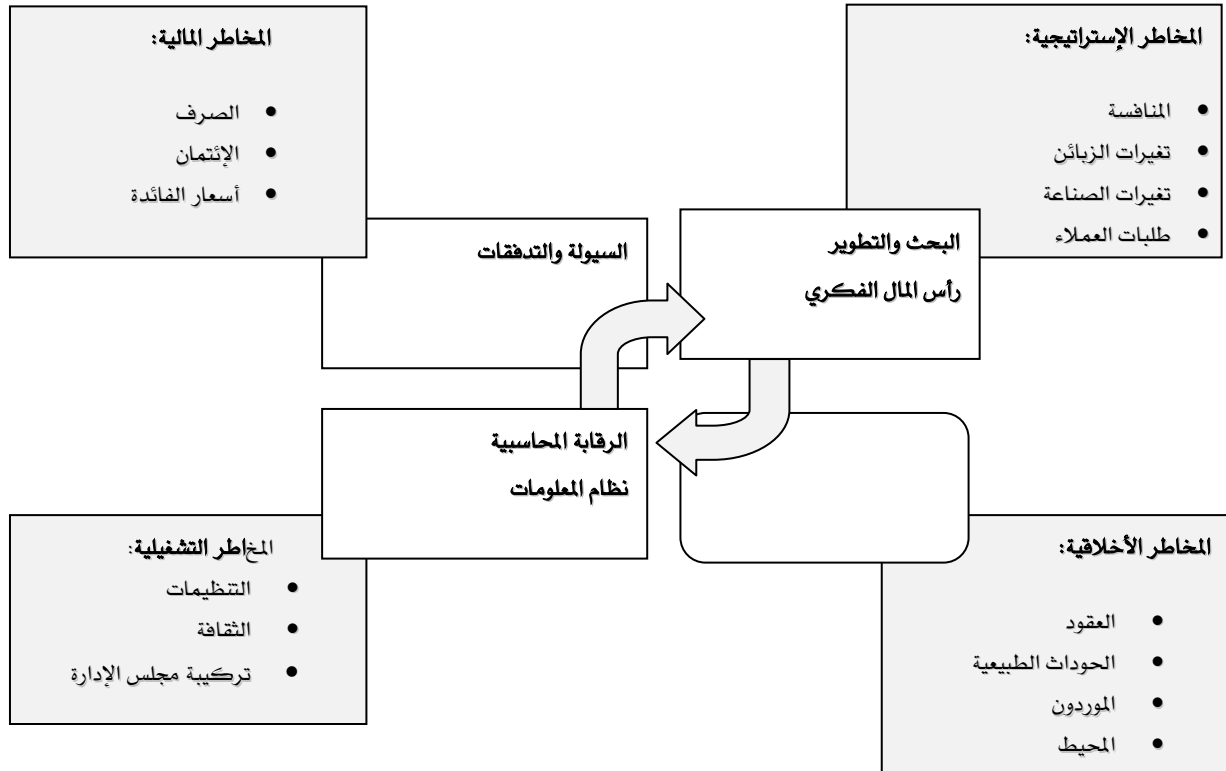 المخاطر الإستراتيجية:
• المنافسة
• تغيرات الزبائن
• تغيرات الصناعة
• طلبات العملاء
المخاطر المالية:
• الصرف
• الإئتمان
• أسعار الفائدة
البحث والتطوير
رأس المال الفكري
السيولة والتدفقات
الرقابة المحاسبية
نظام المعلومات
المخاطر الأخلاقية:
• العقود
• الحوداث الطبيعية
• الموردون
• المحيط
المخاطر التشغيلية:
• التنظيمات
• الثقافة
• تركيبة مجلس الإدارة